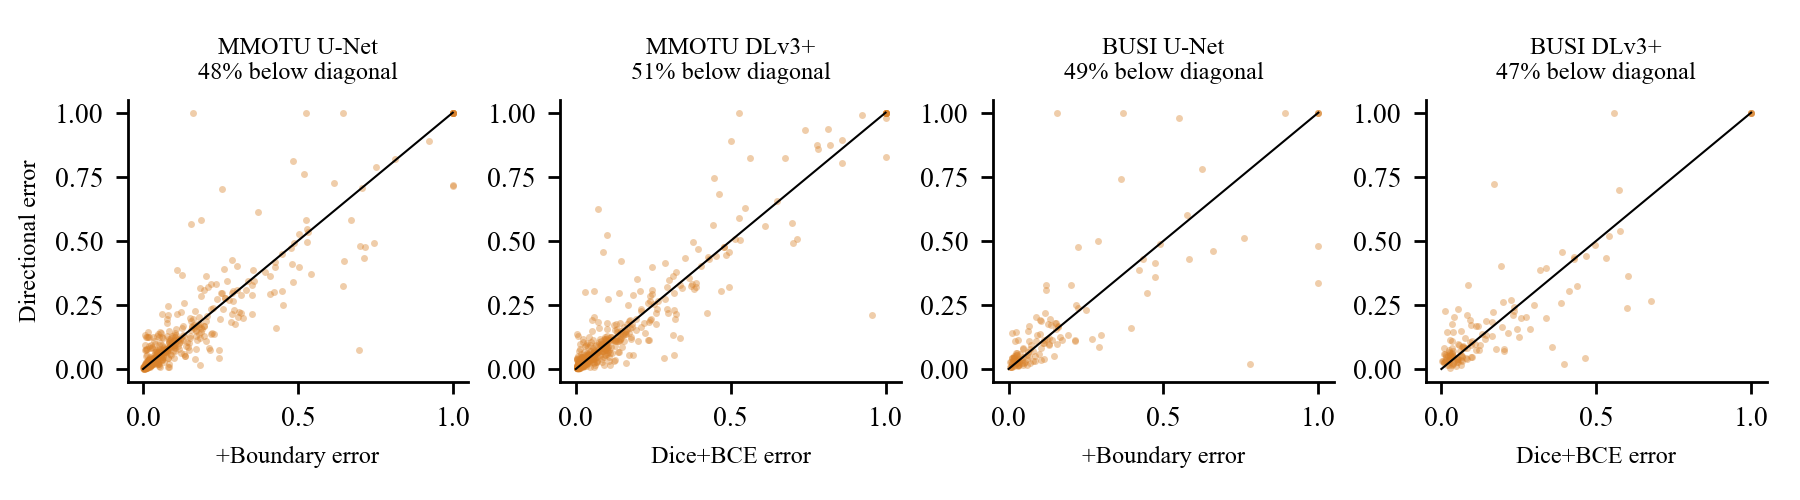 MMOTU U-Net
48% below diagonal
MMOTU DLv3+
51% below diagonal
BUSI U-Net
49% below diagonal
BUSI DLv3+
47% below diagonal
Directional error
1.00
0.75
0.50
0.25
0.00
0.0 0.5 1.0
+Boundary error
1.00
0.75
0.50
0.25
0.00
0.0 0.5 1.0
Dice+BCE error
1.00
0.75
0.50
0.25
0.00
0.0 0.5 1.0
+Boundary error
1.00
0.75
0.50
0.25
0.00
0.0 0.5 1.0
Dice+BCE error